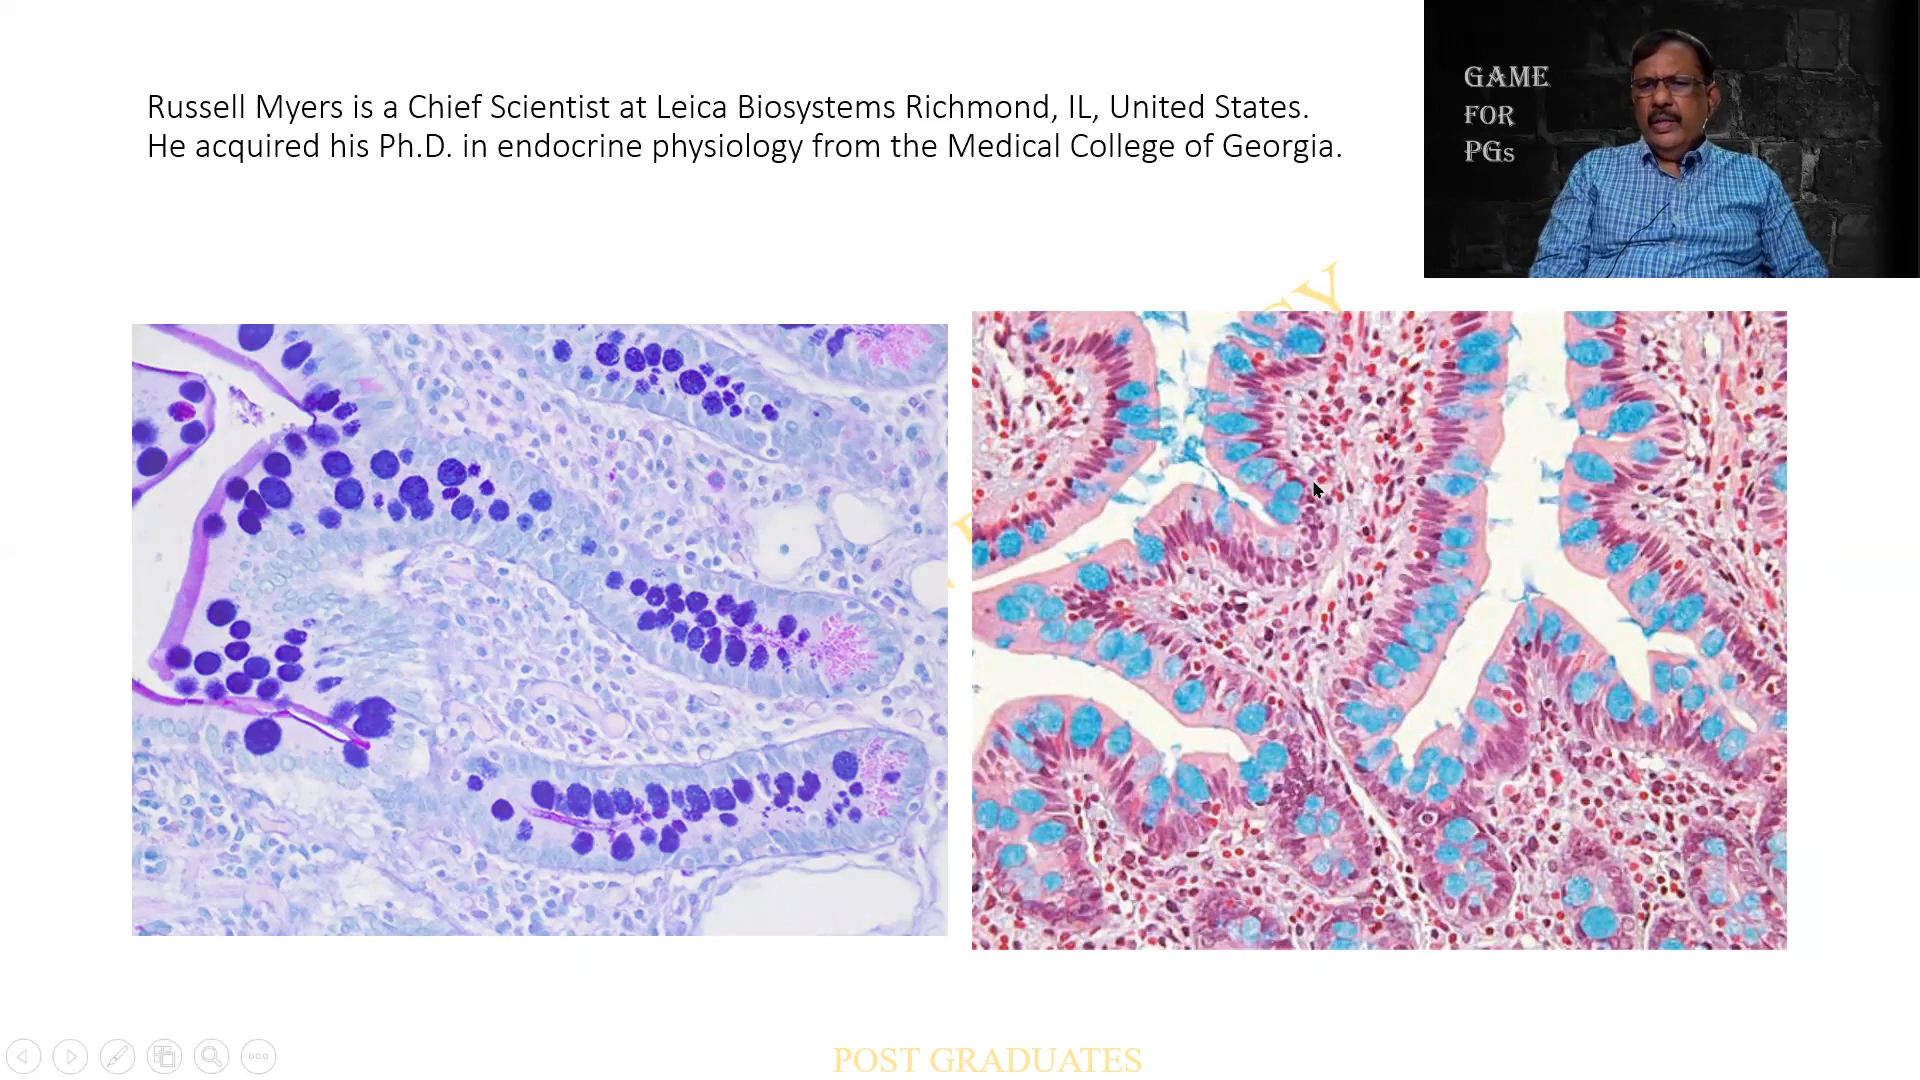 Russell Myers is a Chief Scientist at Leica Biosystems Richmond, IL, United States.
He acquired his Ph.D. in endocrine physiology from the Medical College of Georgia.
GAME
FOR
PGs
POST GRADUATES